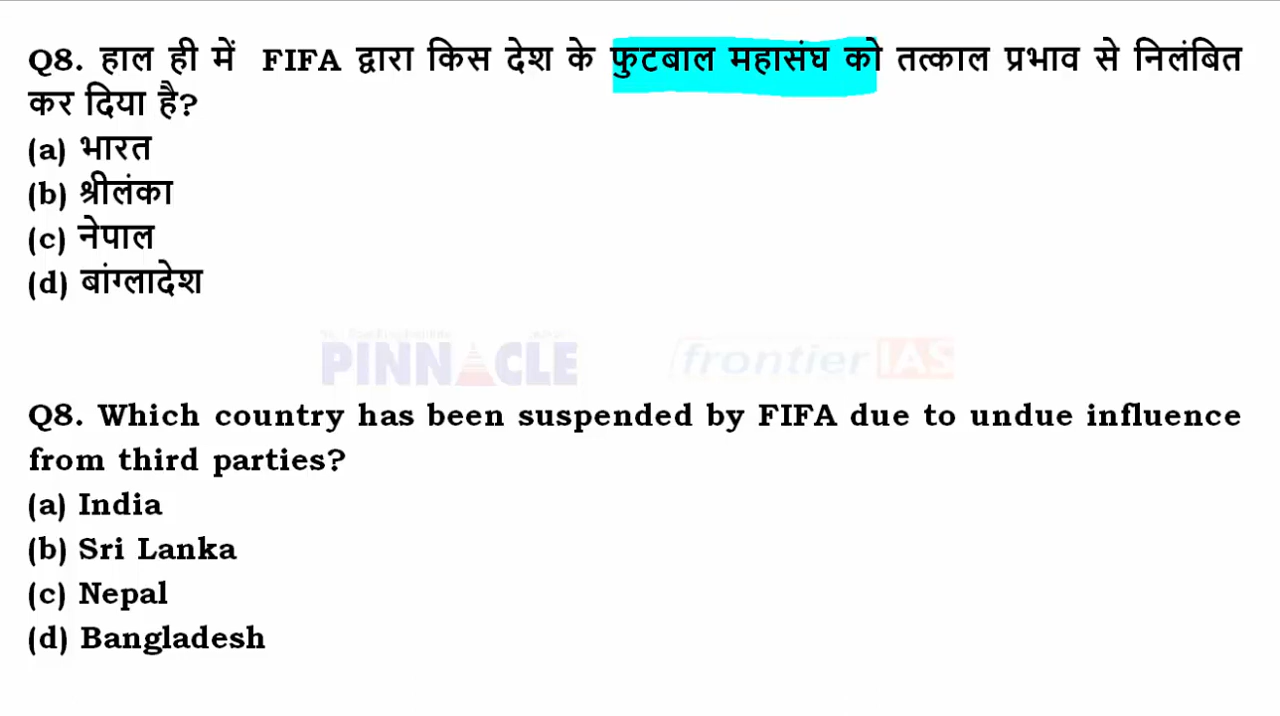 Q8. हाल ही में FIFA द्वारा किस देश के फुटबाल महासंघ को तत्काल प्रभाव से निलंबित
कर दिया है?
(a) भारत
(b) श्रीलंका
(c) नेपाल
(d) बांग्लादेश
PINNACLE frontier IAS
Q8. Which country has been suspended by FIFA due to undue influence
from third parties?
(a) India
(b) Sri Lanka
(c) Nepal
(d) Bangladesh